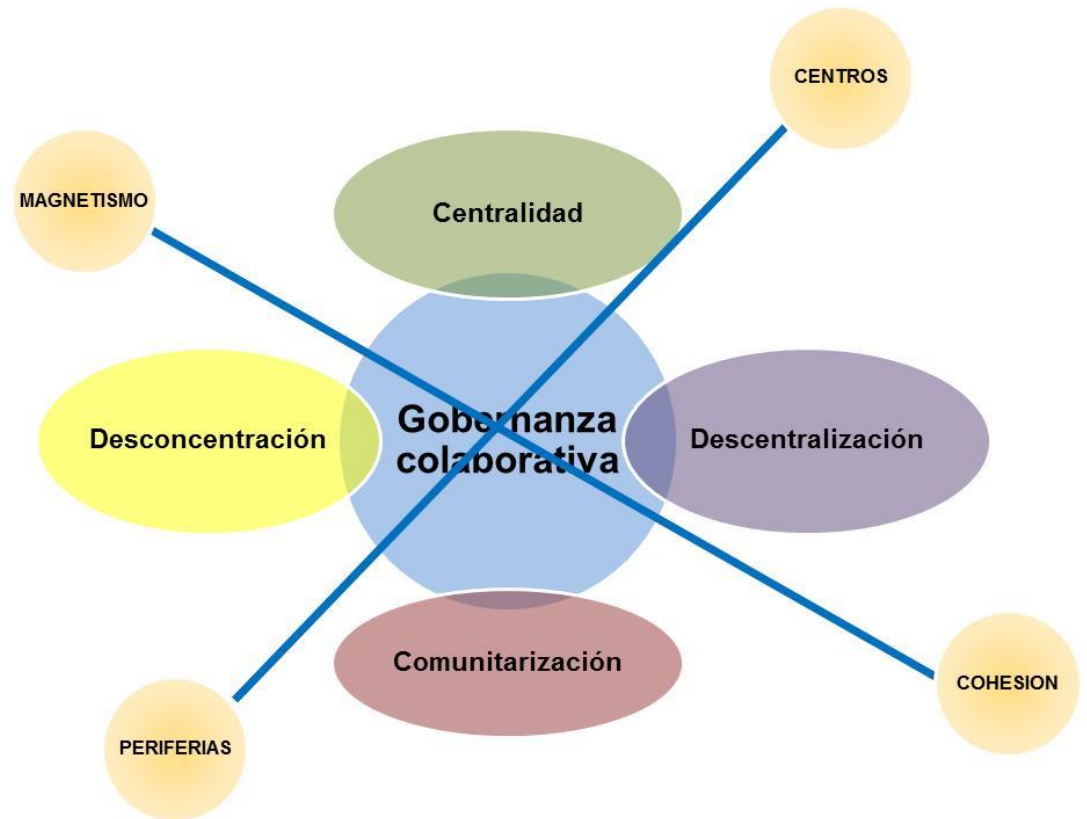 CENTROS
MAGNETISMO
Centralidad
Desconcentración
Gobernanza
colaborativa
Descentralización
Comunitarización
COHESION
PERIFERIAS